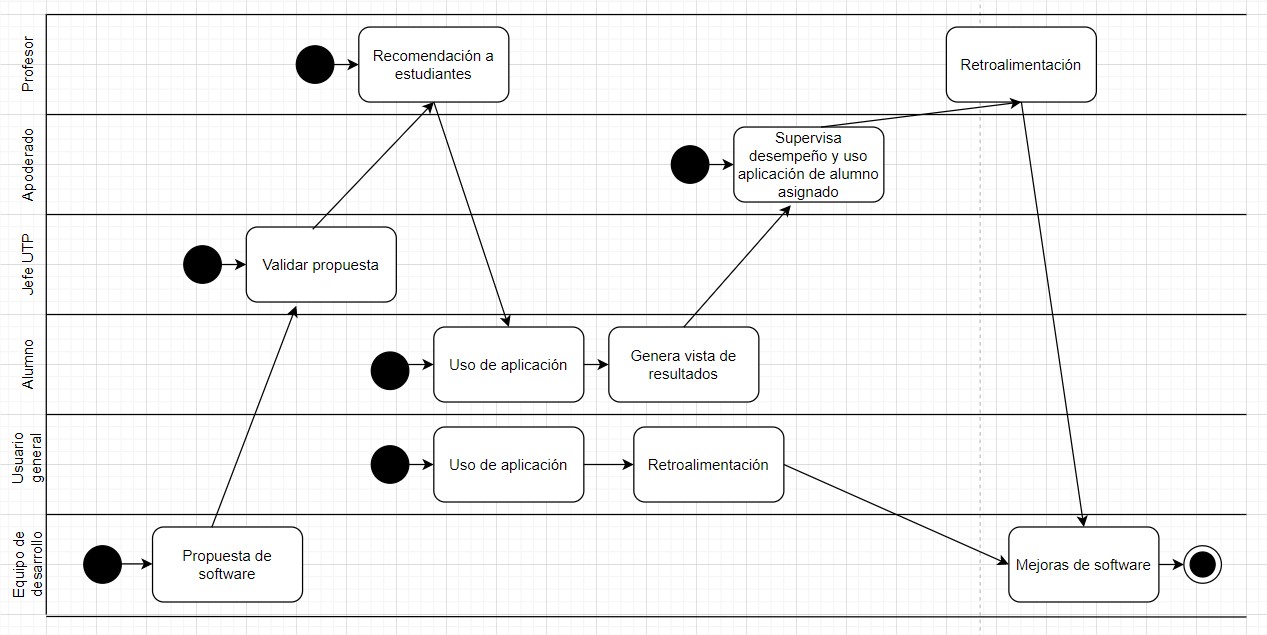 Profesor
Recomendación a
estudiantes
Retroalimentación
Apoderado
Supervisa
desempeño y uso
aplicación de alumno
asignado
Jefe UTP
Validar propuesta
Alumno
Uso de aplicación
Genera vista de
resultados
Usuario
general
Uso de aplicación
Retroalimentación
Equipo de
desarrollo
Propuesta de
software
Mejoras de software